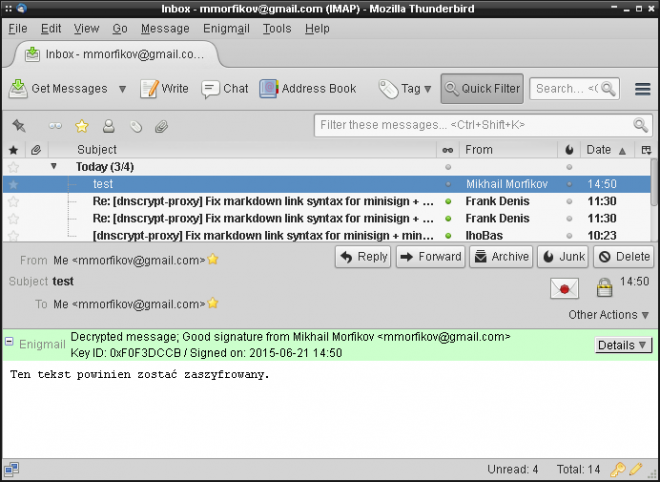 Inbox - mmorfikov@gmail.com (IMAP) - Mozilla Thunderbird
File Edit View Go Message Enigmail Tools Help
Inbox - mmorfikov@gmail.co...
Get Messages Write Chat Address Book Tag Quick Filter Search... <C
Filter these messages... <Ctrl+Shift+K>
Subject From Date
Today (3/4)
test Mikhail Morfikov 14:50
Re: [dnscrypt-proxy] Fix markdown link syntax for minisign + ... Frank Denis 11:30
Re: [dnscrypt-proxy] Fix markdown link syntax for minisign + ... Frank Denis 11:30
[dnscrypt-proxy] Fix markdown link syntax for minisign + min... IhoBas 10:23
From Me <mmorfikov@gmail.com> Reply Forward Archive Junk Delete
Subject test 14:50
To Me <mmorfikov@gmail.com>
Other Actions
Enigmail Decrypted message; Good signature from Mikhail Morfikov <mmorfikov@gmail.com>
Key ID: 0xF0F3DCCB / Signed on: 2015-06-21 14:50 Details
Ten tekst powinien zostać zaszyfrowany.
Unread: 4 Total: 14